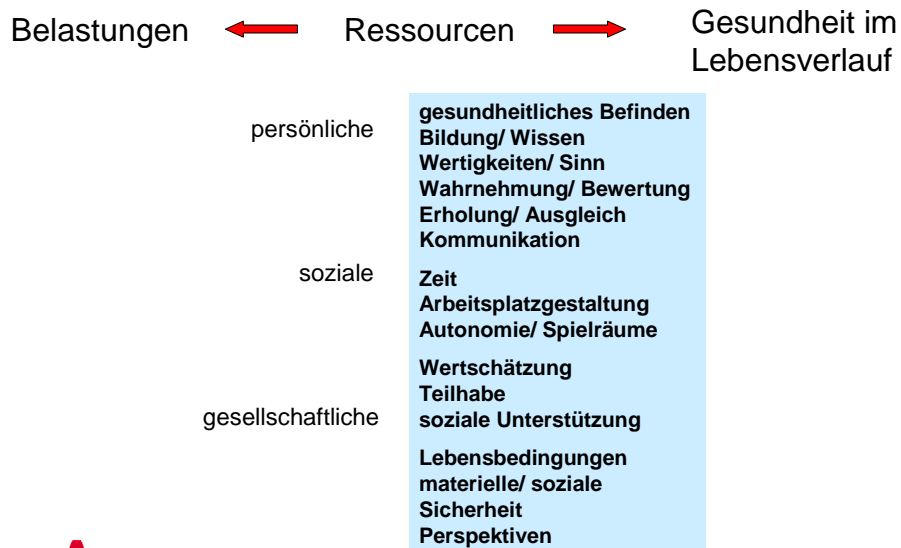 Belastungen Ressourcen Gesundheit im
Lebensverlauf
persönliche
gesundheitliches Befinden
Bildung/ Wissen
Wertigkeiten/ Sinn
Wahrnehmung/ Bewertung
Erholung/ Ausgleich
Kommunikation
soziale
Zeit
Arbeitsplatzgestaltung
Autonomie/ Spielräume
Wertschätzung
Teilhabe
gesellschaftliche
soziale Unterstützung
Lebensbedingungen
materielle/ soziale
Sicherheit
Perspektiven